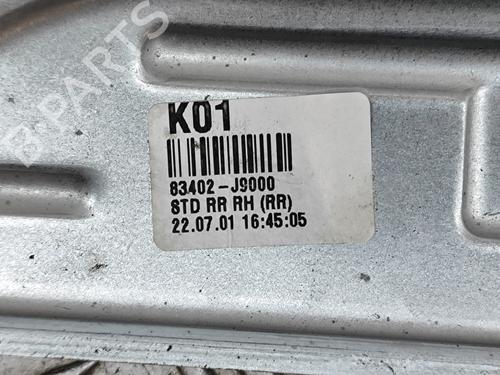 K01
83402-J9000
STD RR RH (RR)
22.07.01 16:45:05
B-PARTS